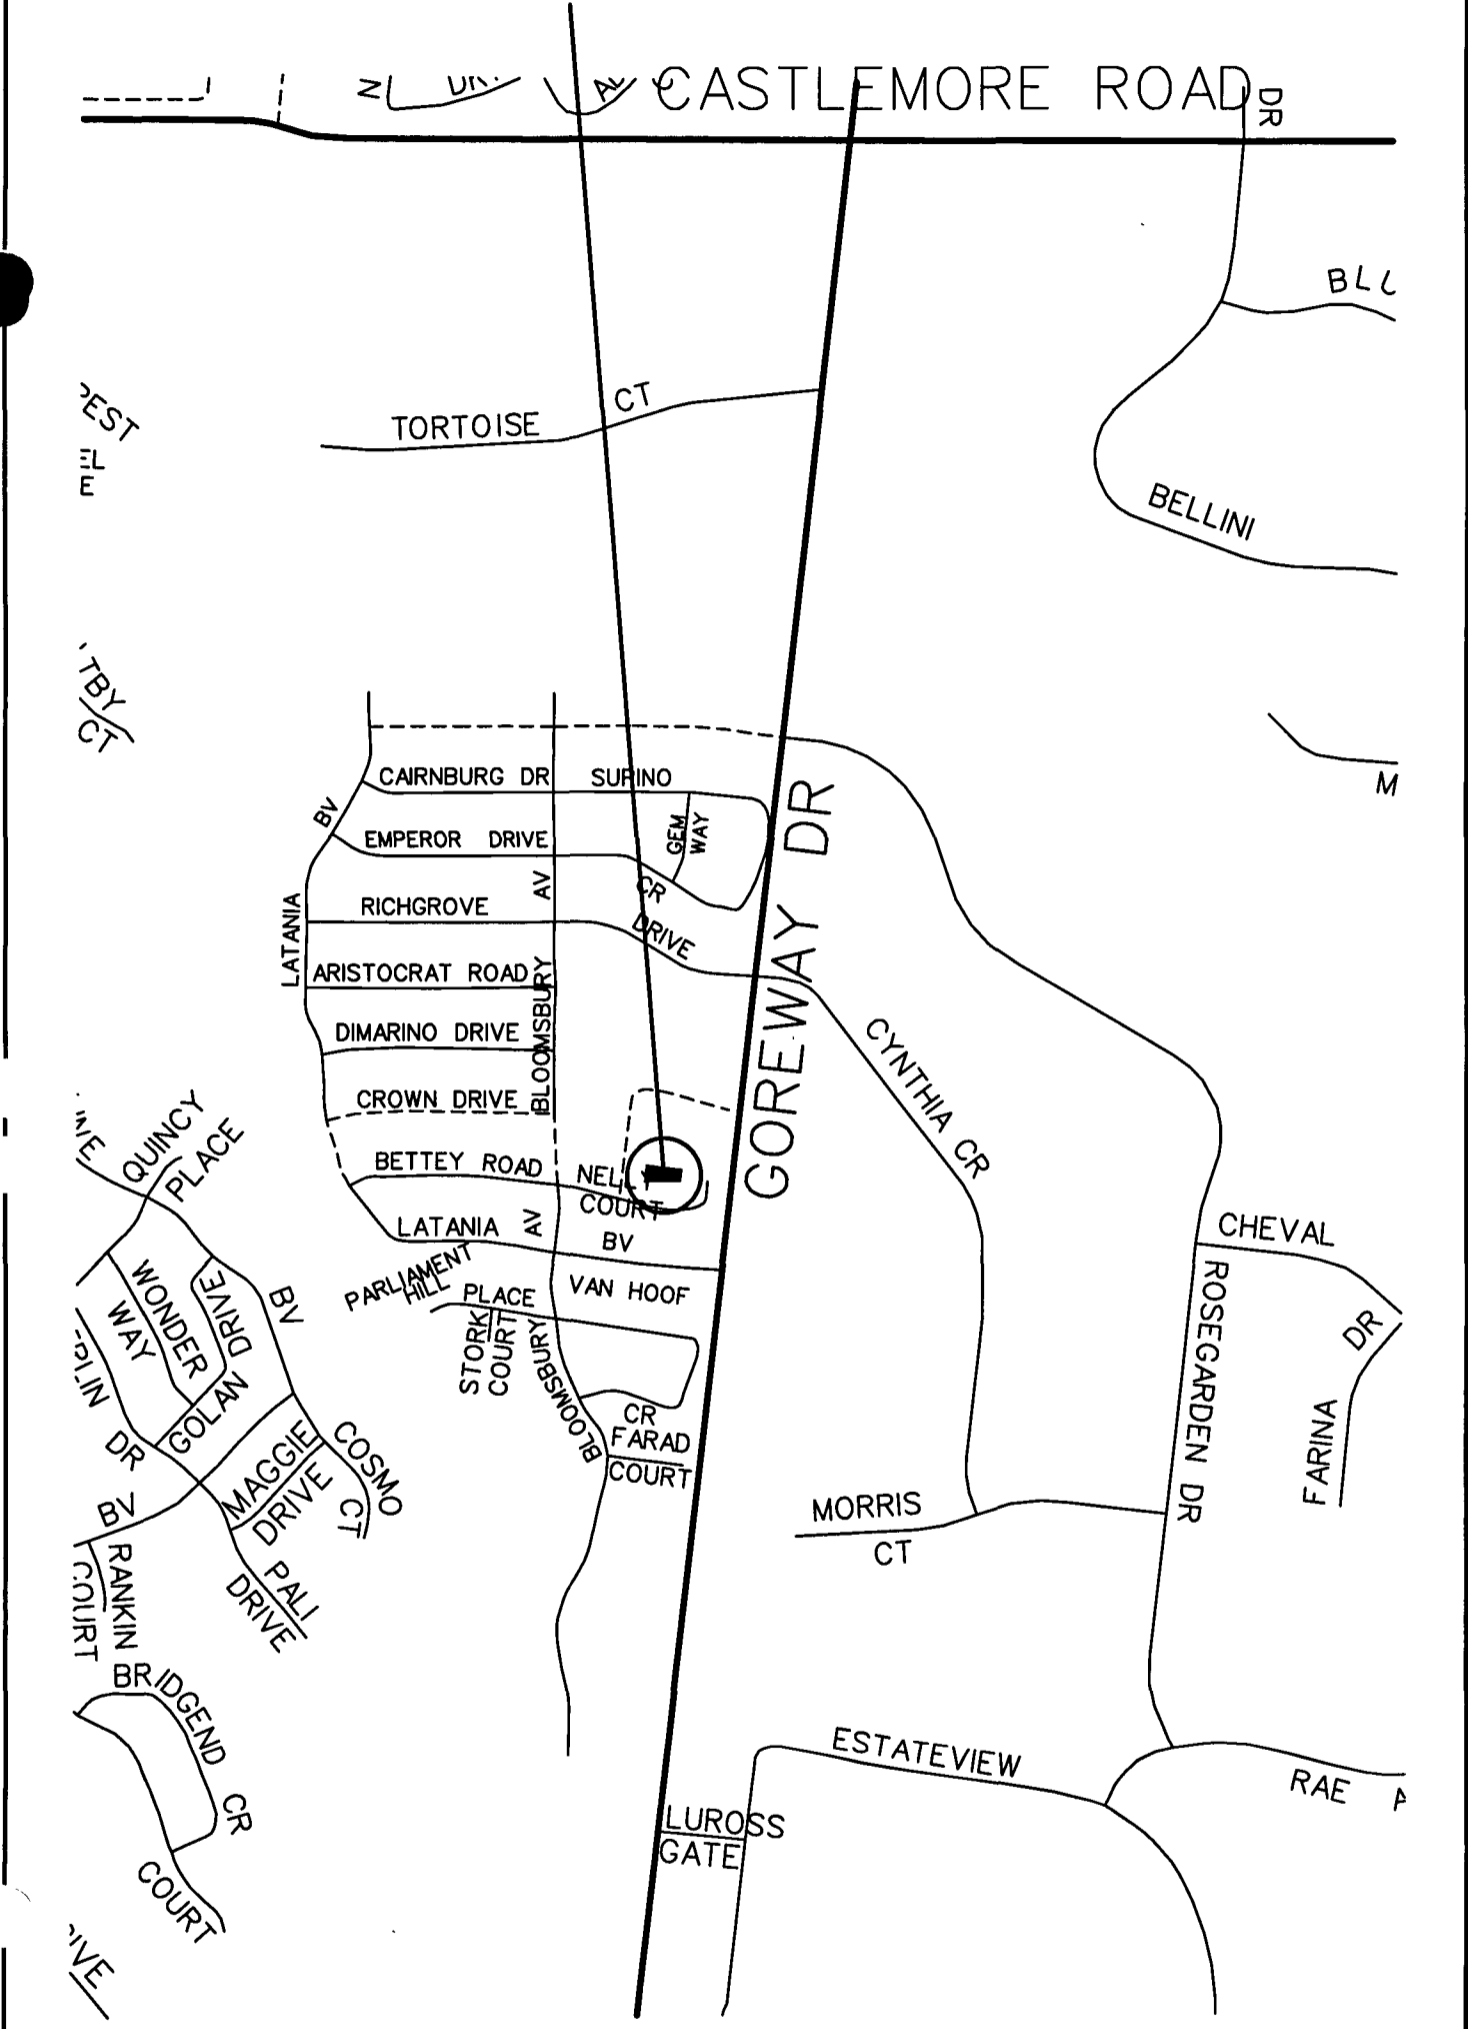 CASTLEMORE ROAD
DR
TORTOISE CT
BELLINI
CAIRNBURG DR
SUPINO
BV
EMPEROR DRIVE
GEM
WAY
CR
AV
RICHGROVE
DRIVE
LATANIA
ARISTOCRAT ROAD
BLOOMSBURY
DIMARINO DRIVE
CROWN DRIVE
GOREWAY DR
CYNTHIA CR
BETTEY ROAD
COURT
LATANIA
AV
BV
QUINCY
PLACE
PARLIAMENT
HILL
PLACE
VAN HOOF
STORK
COURT
BLOOMSBURY
CR
FARAD
COURT
CHEVAL
DR
ROSEGARDEN DR
FARINA
WONDER
WAY
DRIVE
GOLAN
BV
DR
BV
MAGGIE
DRIVE
COSMO
CT
PALI
DRIVE
RANKIN
COURT
MORRIS
CT
BRIDGEND
CR
COURT
ESTATEVIEW
RAE
LUROSS
GATE